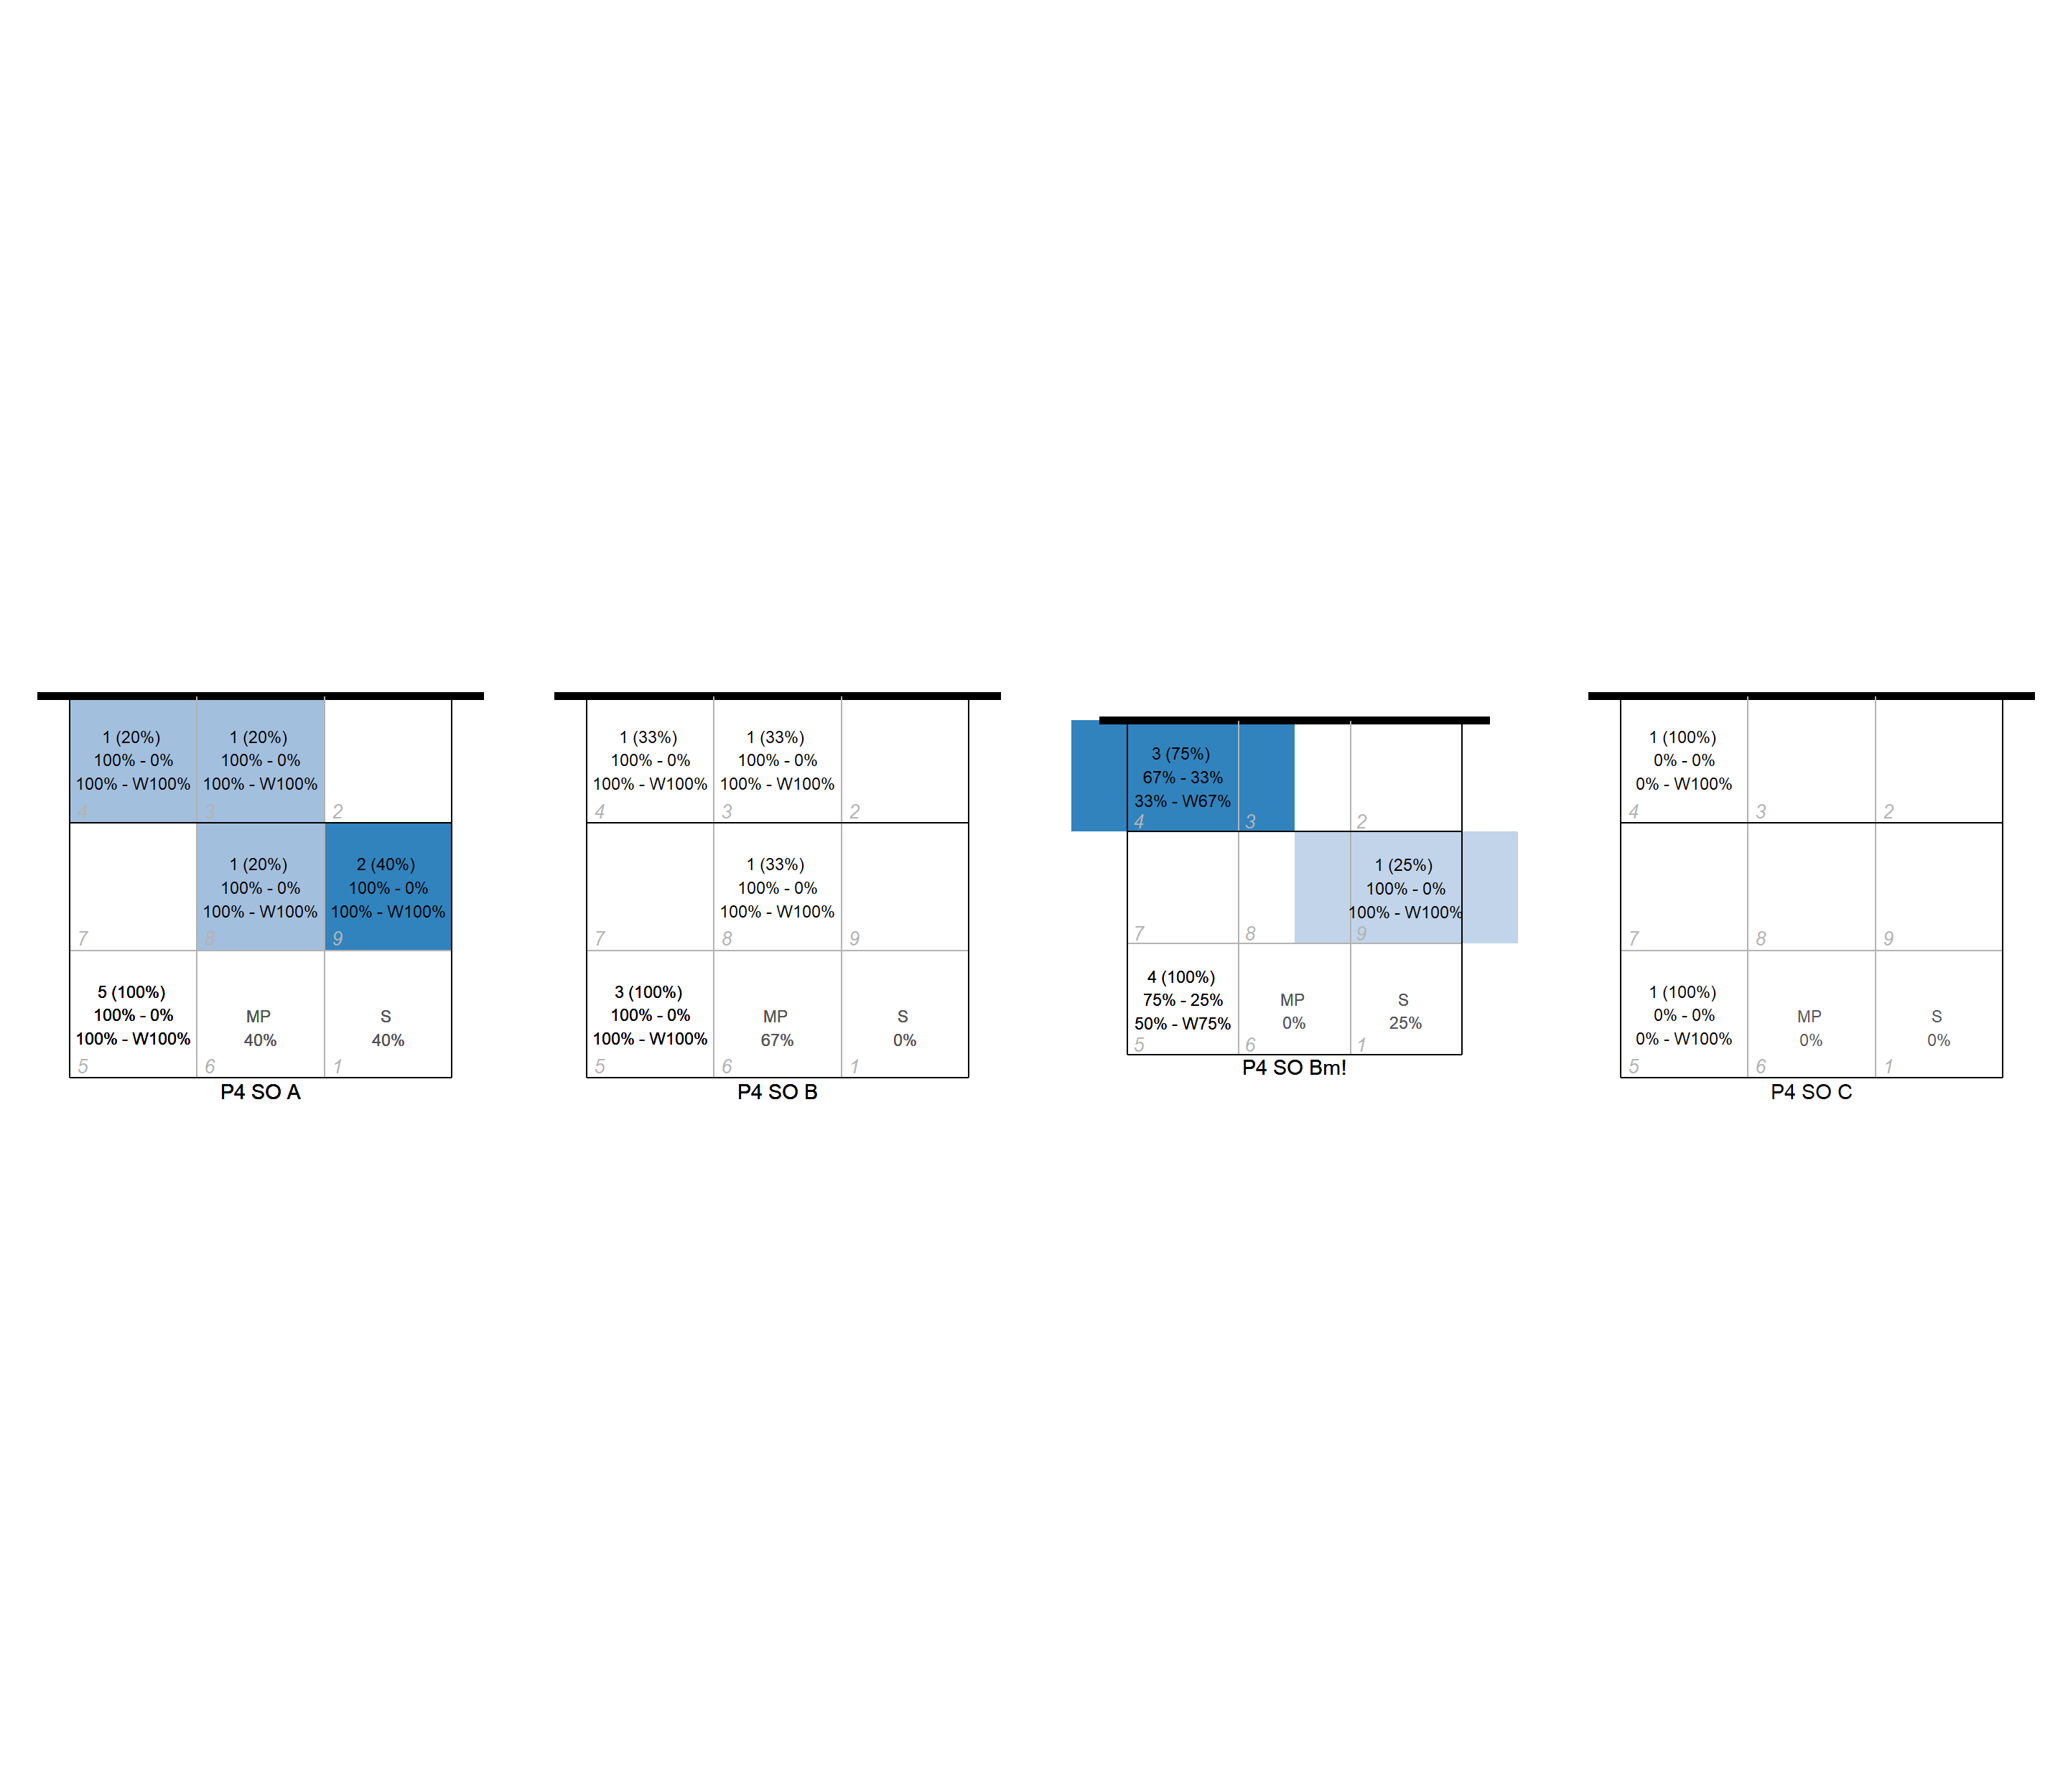 1 (20%)
100% - 0%
100% - W100%
4
1 (20%)
100% - 0%
100% - W100%
3
2
7
1 (20%)
100% - 0%
100% - W100%
8
2 (40%)
100% - 0%
100% - W100%
9
5 (100%)
100% - 0%
100% - W100%
5
MP
40%
6
S
40%
1
P4 SO A
1 (33%)
100% - 0%
100% - W100%
4
1 (33%)
100% - 0%
100% - W100%
3
2
7
1 (33%)
100% - 0%
100% - W100%
8
9
3 (100%)
100% - 0%
100% - W100%
5
MP
67%
6
S
0%
1
P4 SO B
3 (75%)
67% - 33%
33% - W67%
4
3
2
7
8
1 (25%)
100% - 0%
100% - W100%
9
4 (100%)
75% - 25%
50% - W75%
5
MP
0%
6
S
25%
1
P4 SO Bm!
1 (100%)
0% - 0%
0% - W100%
4
3
2
7
8
9
1 (100%)
0% - 0%
0% - W100%
5
MP
0%
6
S
0%
1
P4 SO C